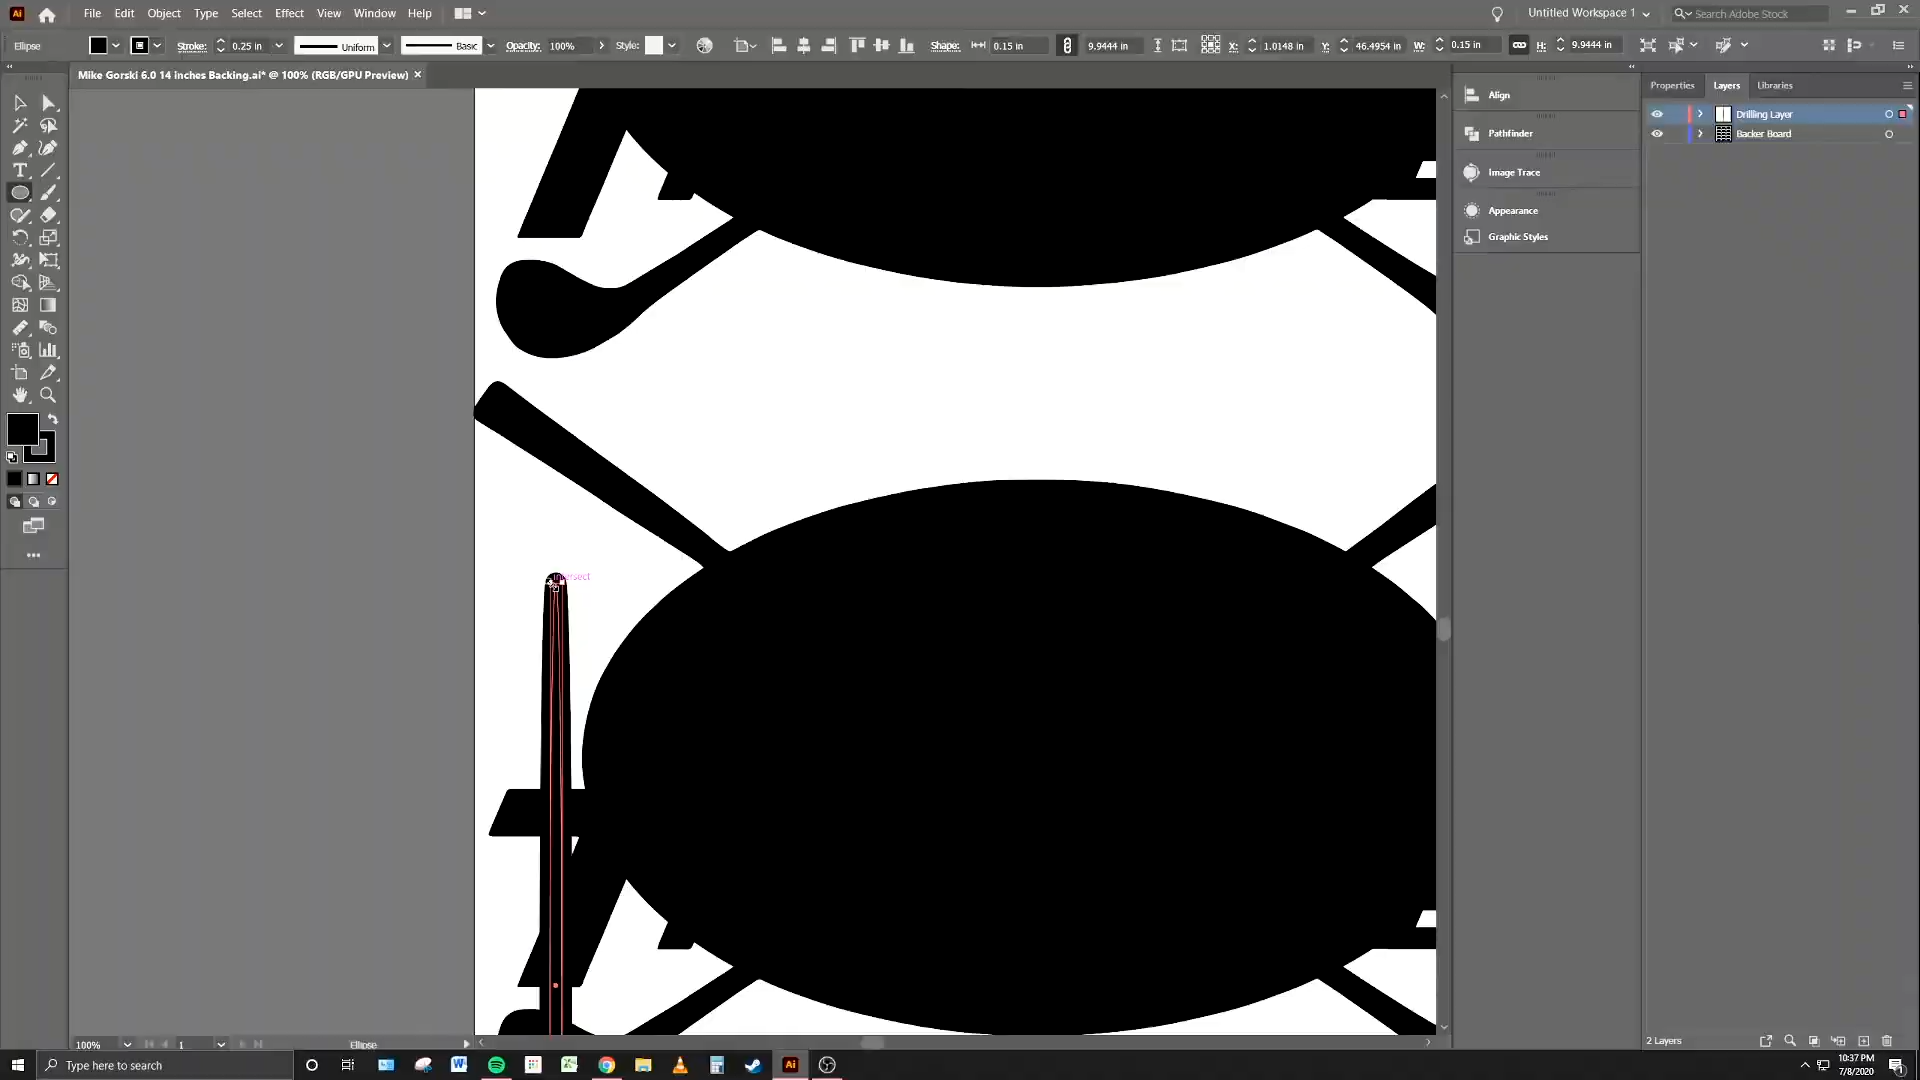 Ai File Edit Object Type Select Effect View Window Help Untitled Workspace 1 Search Adobe Stock
Ellipse Stroke: 0.25 in Uniform Basic Opacity: 100% Style: Shape: 0.15 in 9.9444 in X: 1.0148 in Y: 46.4954 in W: 0.15 in H: 9.9444 in
Mike Gorski 6.0 14 inches Backing.ai* @ 100% (RGB/GPU Preview) ×
Align
Pathfinder
Image Trace
Appearance
Graphic Styles
Properties Layers Libraries
Drilling Layer
Backer Board
intersect
100% 1 Ellipse
2 Layers
Type here to search
10:37 PM
7/8/2020